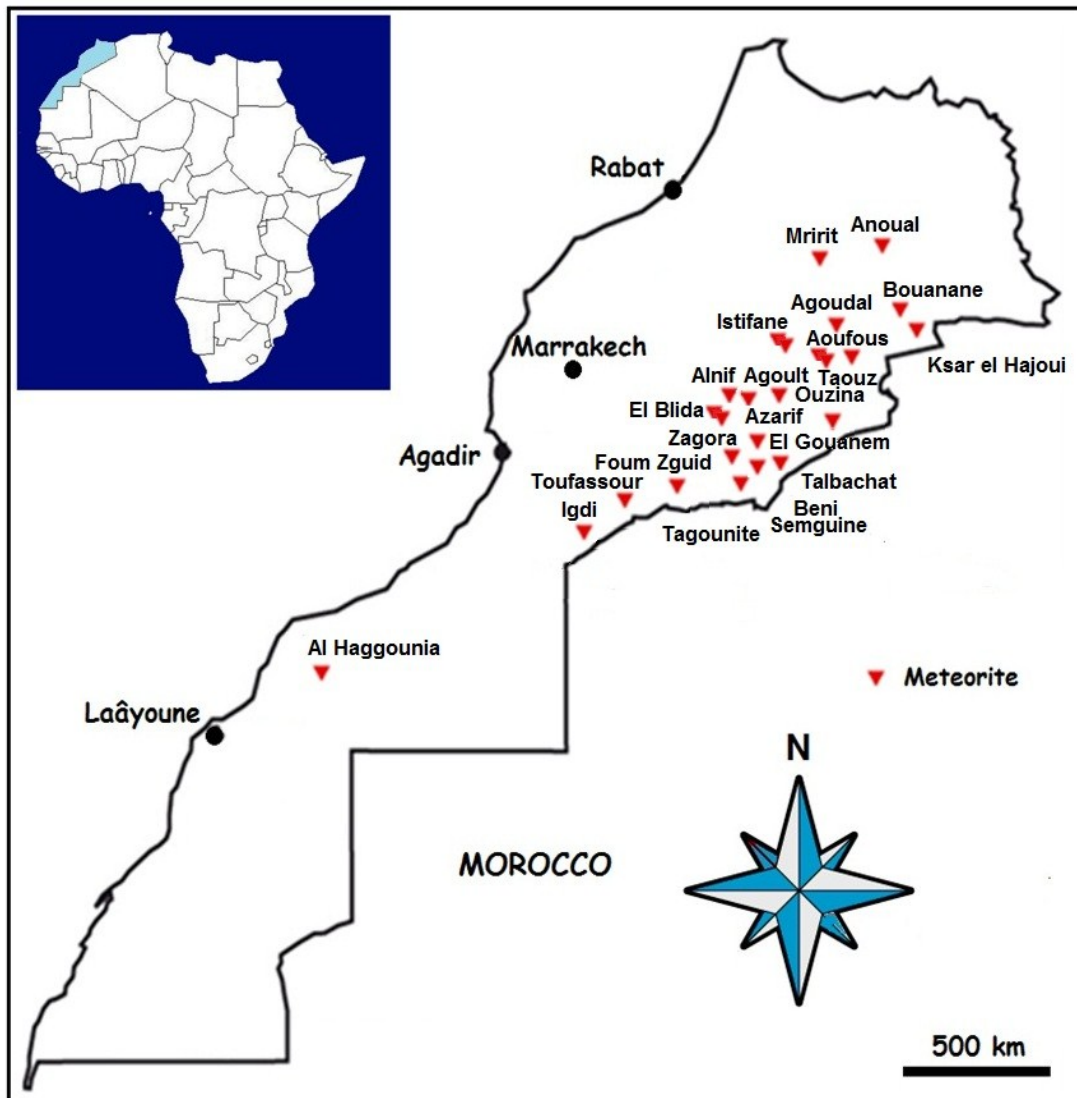 Rabat
Anoual
Mririt
Bouanane
Agoudal
Istifane
Aoufous
Marrakech
Ksar el Hajoui
Taouz
Alnif Agoult
Ouzina
El Blida
Azarif
Zagora
El Gouanem
Agadir
Foum Zguid
Toufassour
Talbachat
Igdi
Beni
Semguine
Tagounite
Al Haggounia
Meteorite
Laâyoune
N
MOROCCO
500 km